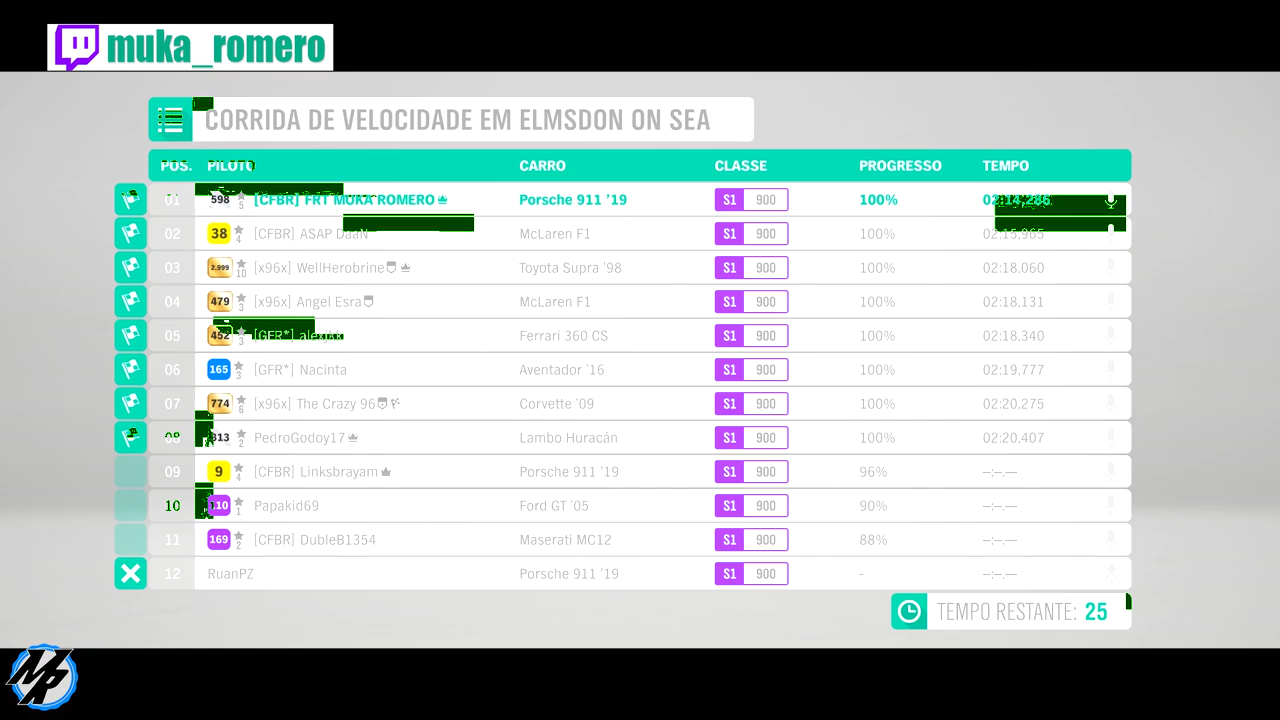 muka_romero
CORRIDA DE VELOCIDADE EM ELMSDON ON SEA
POS. PILOTO CARRO CLASSE PROGRESSO TEMPO
01 598 5 [CFBR] FRT MUKA ROMERO Porsche 911 '19 S1 900 100% 02:14,286
02 38 4 [CFBR] ASAP DaaN McLaren F1 S1 900 100% 02:15,965
03 2.999 10 [x96x] WellHerobrine Toyota Supra '98 S1 900 100% 02:18,060
04 479 3 [x96x] Angel Esra McLaren F1 S1 900 100% 02:18,131
05 452 3 [GFR*] alexjkk Ferrari 360 CS S1 900 100% 02:18,340
06 165 3 [GFR*] Nacinta Aventador '16 S1 900 100% 02:19,777
07 774 6 [x96x] The Crazy 96 Corvette '09 S1 900 100% 02:20,275
08 813 2 PedroGodoy17 Lambo Huracán S1 900 100% 02:20,407
09 9 4 [CFBR] Linksbrayam Porsche 911 '19 S1 900 96% --:--.---
10 110 1 Papakid69 Ford GT '05 S1 900 90% --:--.---
11 169 2 [CFBR] DubleB1354 Maserati MC12 S1 900 88% --:--.---
12 RuanPZ Porsche 911 '19 S1 900 - --:--.---
TEMPO RESTANTE: 25